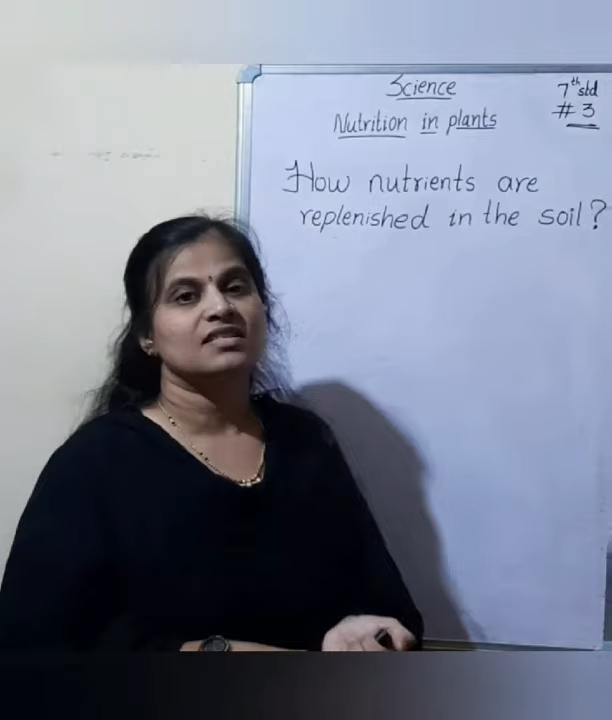 Science
7th std
Nutrition in plants
# 3
How nutrients are
replenished in the soil?